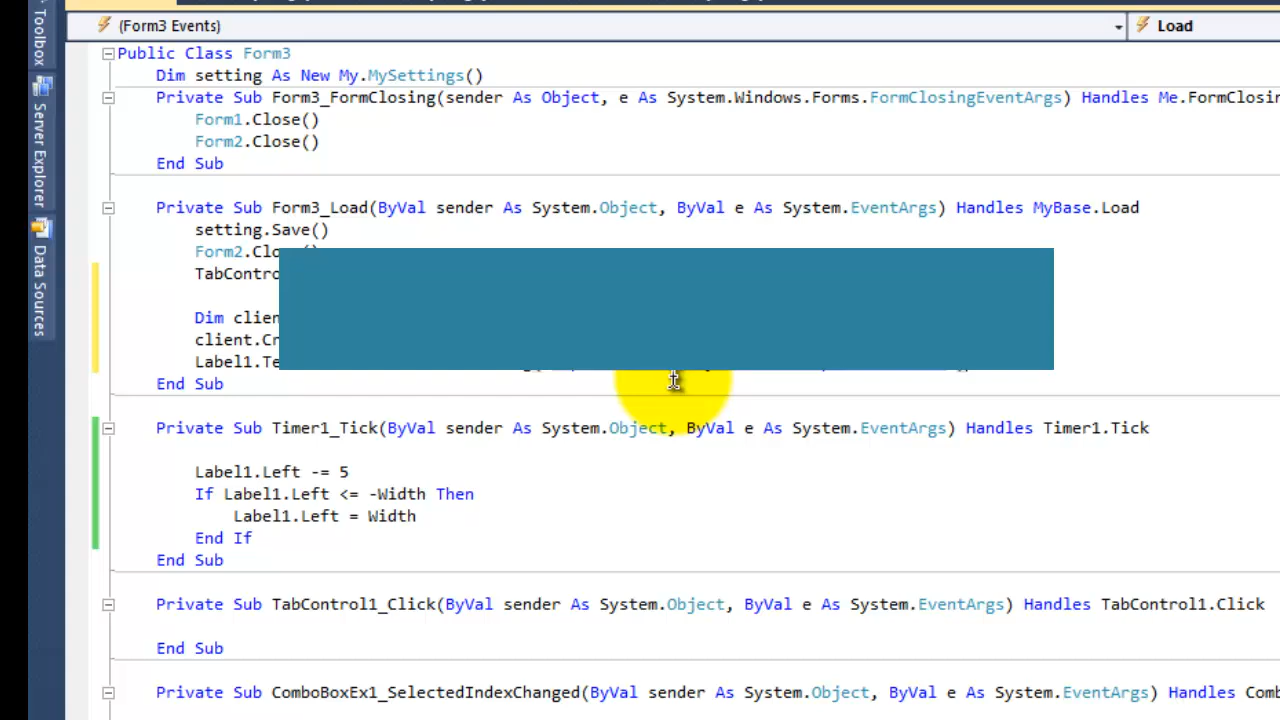 (Form3 Events)
Load
Toolbox
Server Explorer
Data Sources
Public Class Form3
Dim setting As New My.MySettings()
Private Sub Form3_FormClosing(sender As Object, e As System.Windows.Forms.FormClosingEventArgs) Handles Me.FormClosin
Form1.Close()
Form2.Close()
End Sub
Private Sub Form3_Load(ByVal sender As System.Object, ByVal e As System.EventArgs) Handles MyBase.Load
setting.Save()
Form2.Clo
TabContro
Dim clien
client.Cr
Label1.Te
End Sub
Private Sub Timer1_Tick(ByVal sender As System.Object, ByVal e As System.EventArgs) Handles Timer1.Tick
Label1.Left -= 5
If Label1.Left <= -Width Then
Label1.Left = Width
End If
End Sub
Private Sub TabControl1_Click(ByVal sender As System.Object, ByVal e As System.EventArgs) Handles TabControl1.Click
End Sub
Private Sub ComboBoxEx1_SelectedIndexChanged(ByVal sender As System.Object, ByVal e As System.EventArgs) Handles Comb